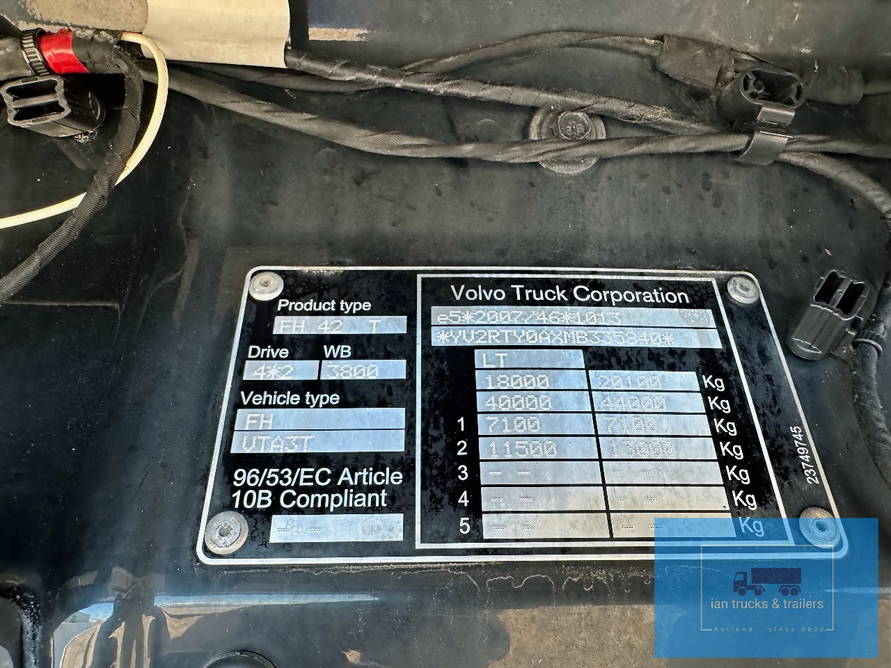 Product type
FH 42 T
Drive WB
4*2 3800
Vehicle type
FH
VTA3T
96/53/EC Article
10B Compliant
Volvo Truck Corporation
e5*2007/46*1013
*YV2RTY0AXMB335840*
LT
18000 20100 Kg
40000 44000 Kg
1 7100 7100 Kg
2 11500 13000 Kg
3 -- -- Kg
4 -- -- Kg
5 -- -- Kg
23749745
ian trucks & trailers
holland since 2022